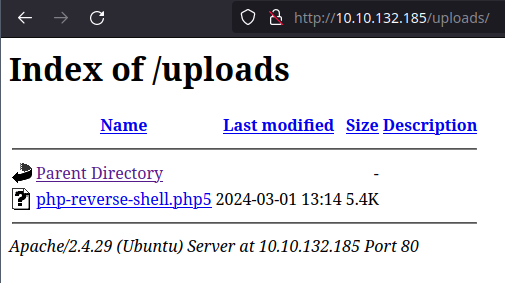 http://10.10.132.185/uploads/
Index of /uploads
Name Last modified Size Description
Parent Directory -
php-reverse-shell.php5 2024-03-01 13:14 5.4K
Apache/2.4.29 (Ubuntu) Server at 10.10.132.185 Port 80